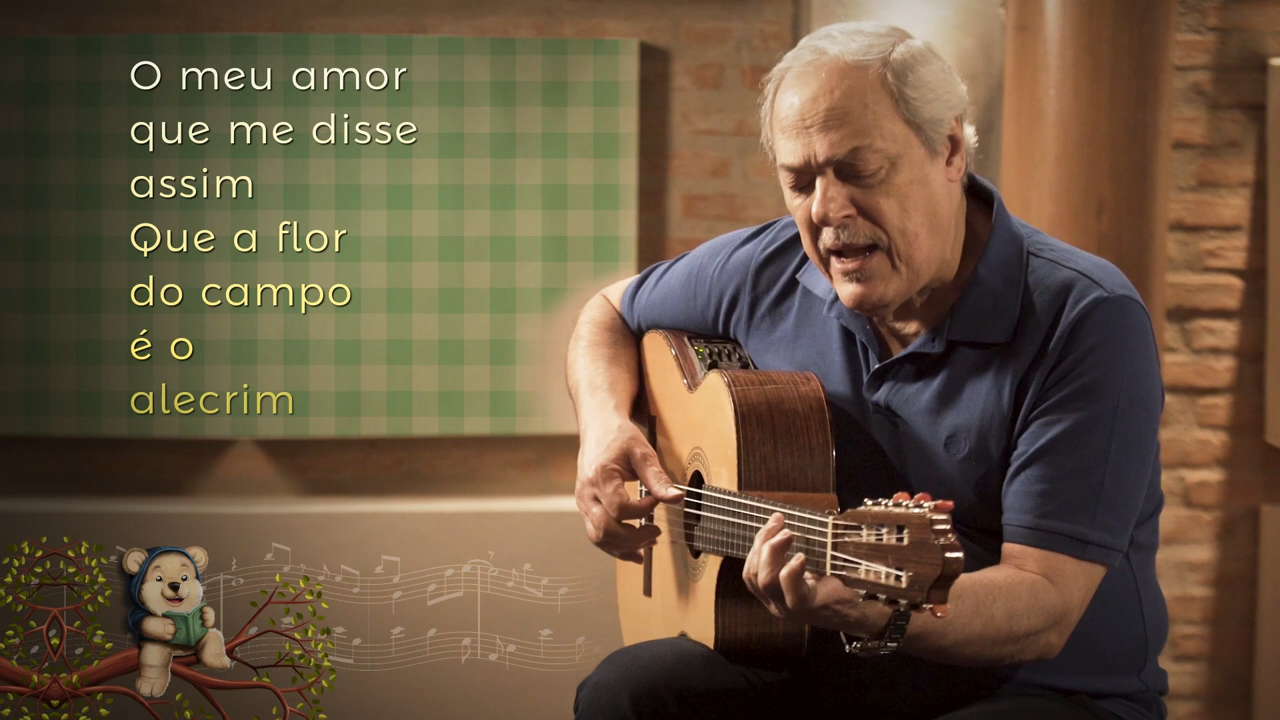 O meu amor
que me disse
assim
Que a flor
do campo
é o
alecrim